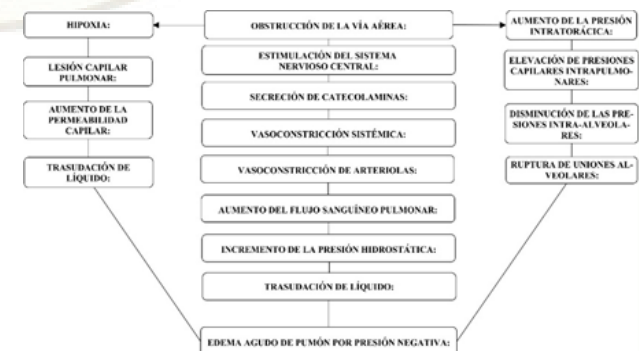 HIPOXIA:
LESIÓN CAPILAR
PULMONAR:
AUMENTO DE LA
PERMEABILIDAD
CAPILAR:
TRASUDACIÓN DE
LÍQUIDO:
OBSTRUCCIÓN DE LA VÍA AÉREA:
ESTIMULACIÓN DEL SISTEMA
NERVIOSO CENTRAL:
SECRECIÓN DE CATECOLAMINAS:
VASOCONSTRICCIÓN SISTÉMICA:
VASOCONSTRICCIÓN DE ARTERIOLAS:
AUMENTO DEL FLUJO SANGUÍNEO PULMONAR:
INCREMENTO DE LA PRESIÓN HIDROSTÁTICA:
TRASUDACIÓN DE LÍQUIDO:
AUMENTO DE LA PRESIÓN
INTRATORÁCICA:
ELEVACIÓN DE PRESIONES
CAPILARES INTRAPULMO-
NARES:
DISMINUCIÓN DE LAS PRE-
SIONES INTRA-ALVEOLA-
RES:
RUPTURA DE UNIONES AL-
VEOLARES:
EDEMA AGUDO DE PUMÓN POR PRESIÓN NEGATIVA: